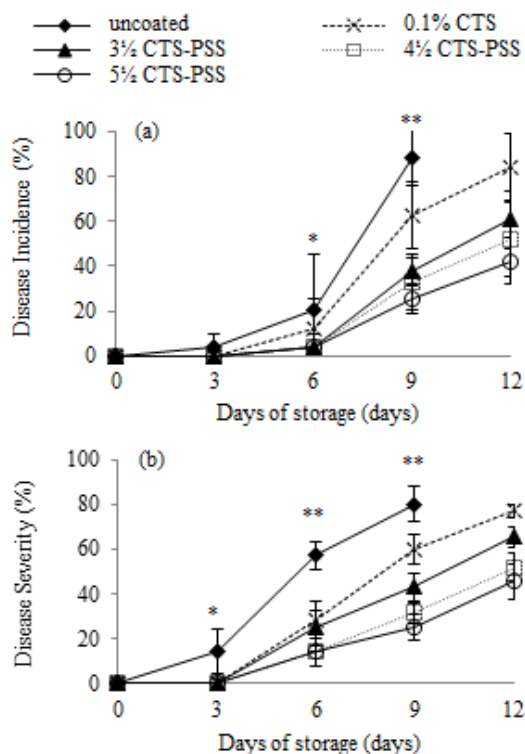 uncoated 0.1% CTS
3½ CTS-PSS 4½ CTS-PSS
5½ CTS-PSS
(a)
**
*
100
80
60
40
20
0
Disease Incidence (%)
0 3 6 9 12
Days of storage (days)
(b)
**
**
*
100
80
60
40
20
0
Disease Severity (%)
0 3 6 9 12
Days of storage (days)